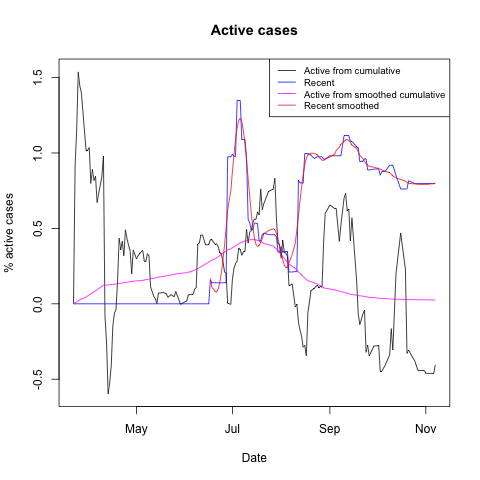 Active cases
Active from cumulative
Recent
Active from smoothed cumulative
Recent smoothed
% active cases
1.5
1.0
0.5
0.0
-0.5
May
Jul
Sep
Nov
Date